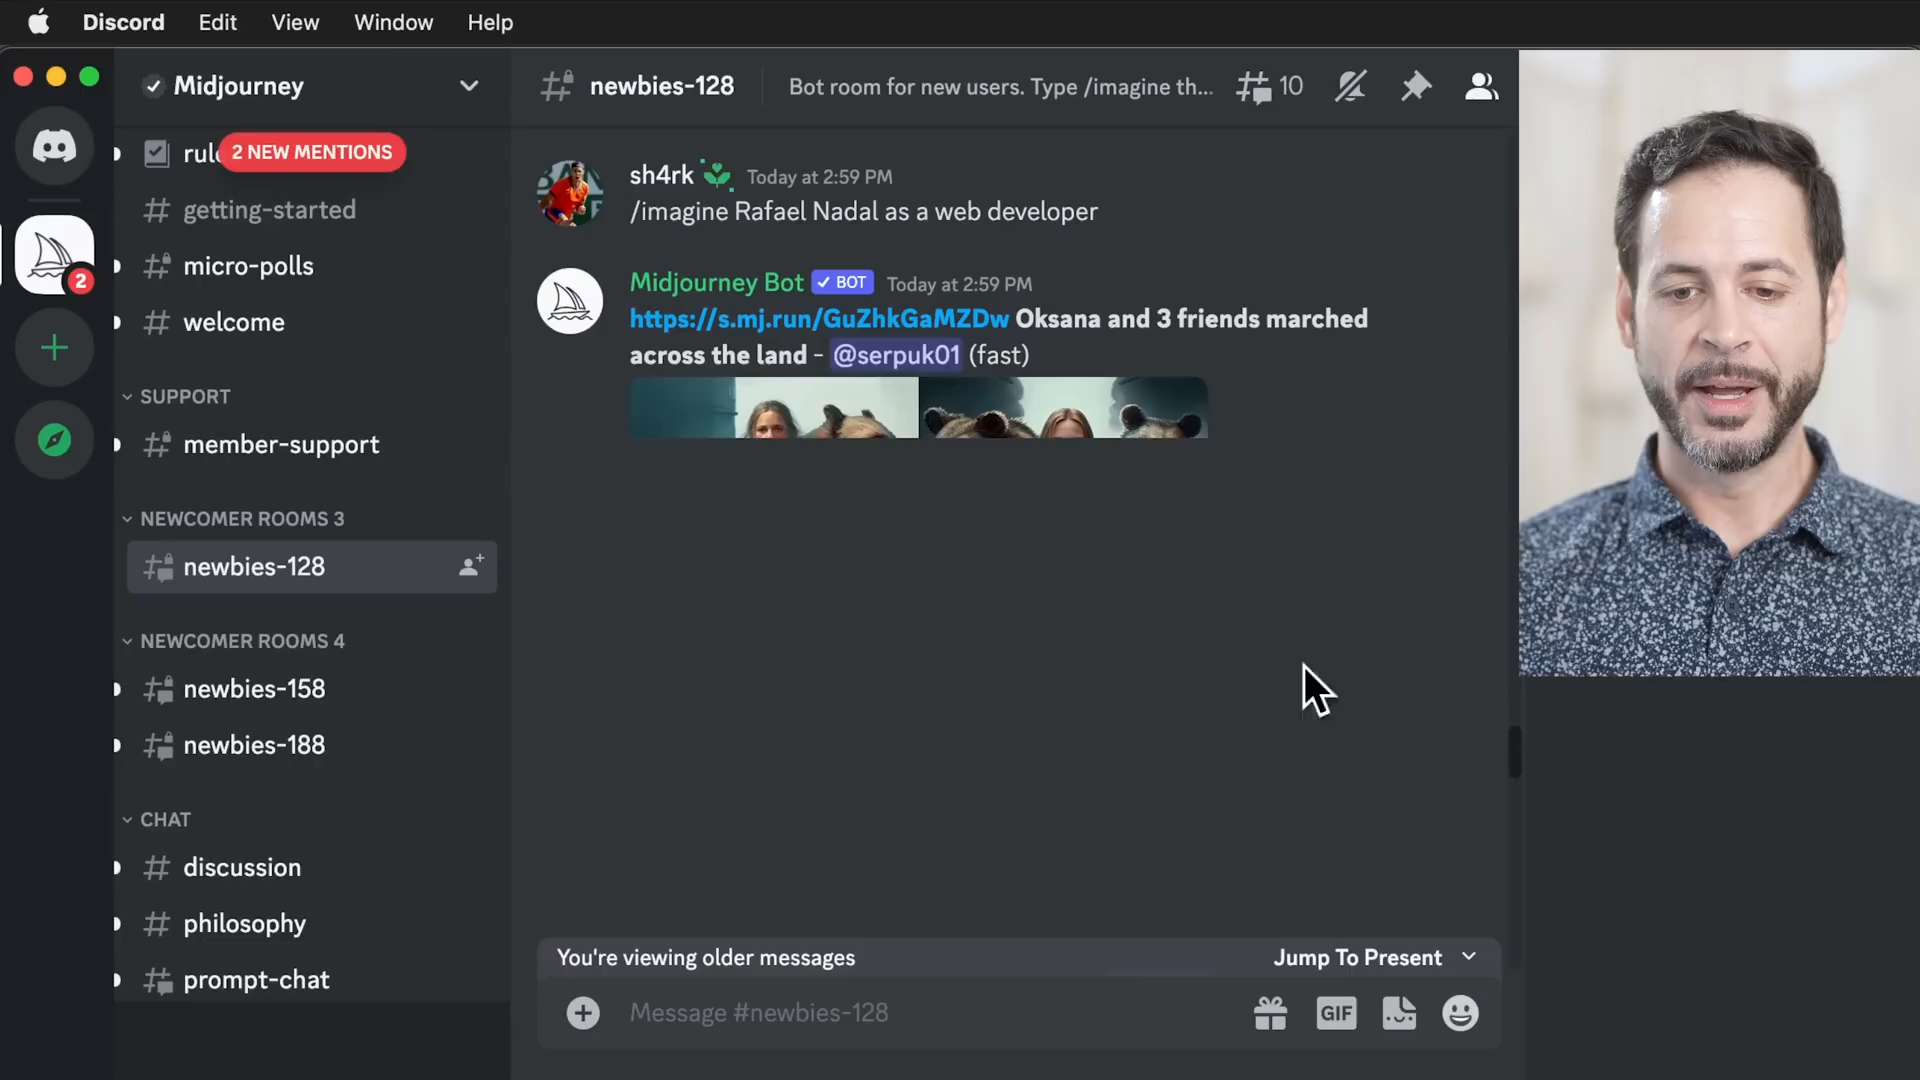 Discord Edit View Window Help
Midjourney
newbies-128
Bot room for new users. Type /imagine th...
10
2 NEW MENTIONS
getting-started
micro-polls
2
welcome
SUPPORT
member-support
NEWCOMER ROOMS 3
newbies-128
NEWCOMER ROOMS 4
newbies-158
newbies-188
CHAT
discussion
philosophy
prompt-chat
sh4rk Today at 2:59 PM
/imagine Rafael Nadal as a web developer
Midjourney Bot BOT Today at 2:59 PM
https://s.mj.run/GuZhkGaMZDw Oksana and 3 friends marched
across the land - @serpuk01 (fast)
You're viewing older messages
Jump To Present
Message #newbies-128
GIF